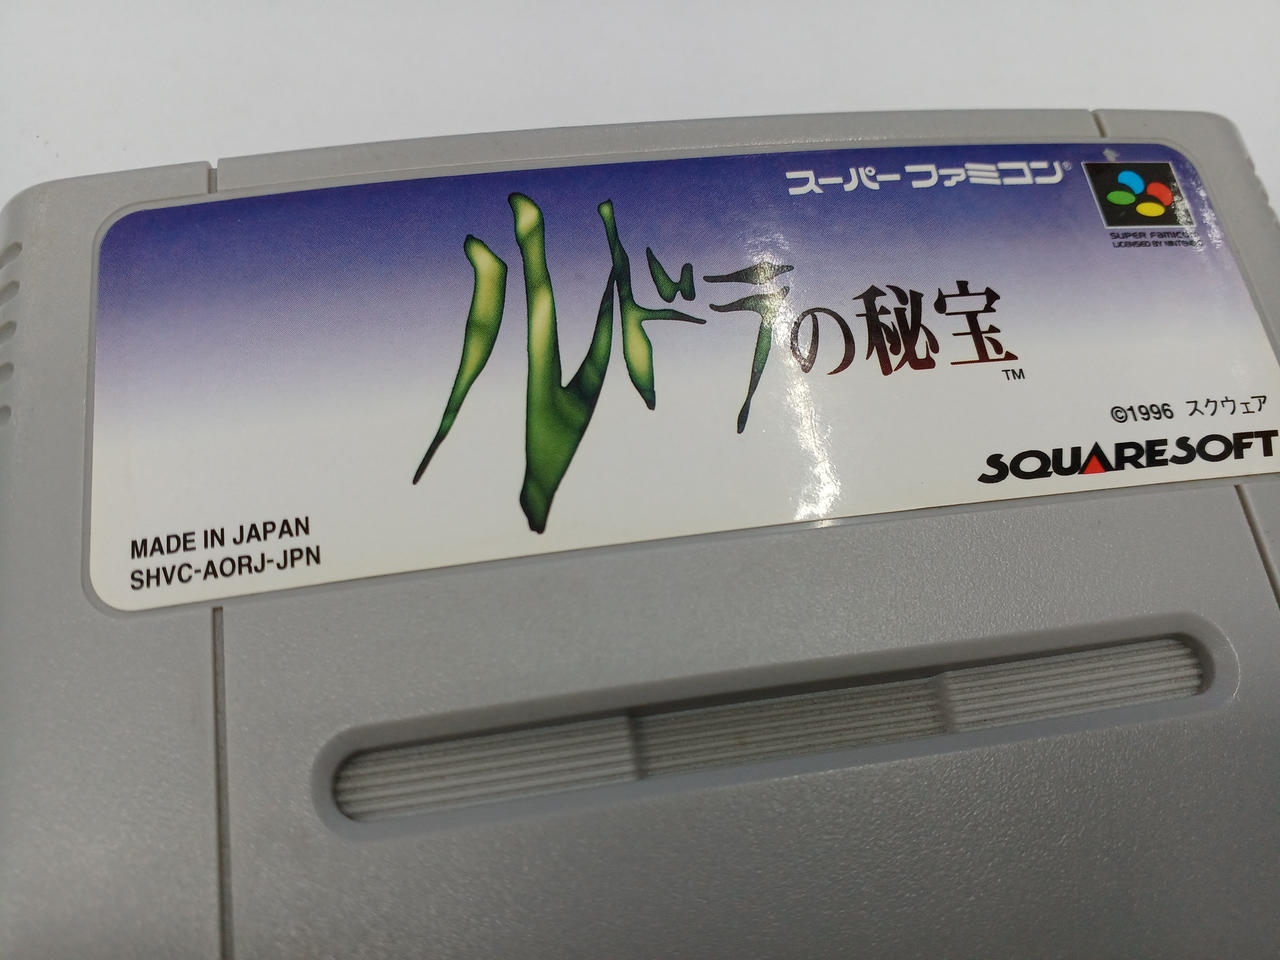 スーパーファミコン®
SUPER FAMICOM
LICENSED BY NINTENDO
ルドラの秘宝
TM
©1996 スクウェア
SQUARESOFT
MADE IN JAPAN
SHVC-AORJ-JPN